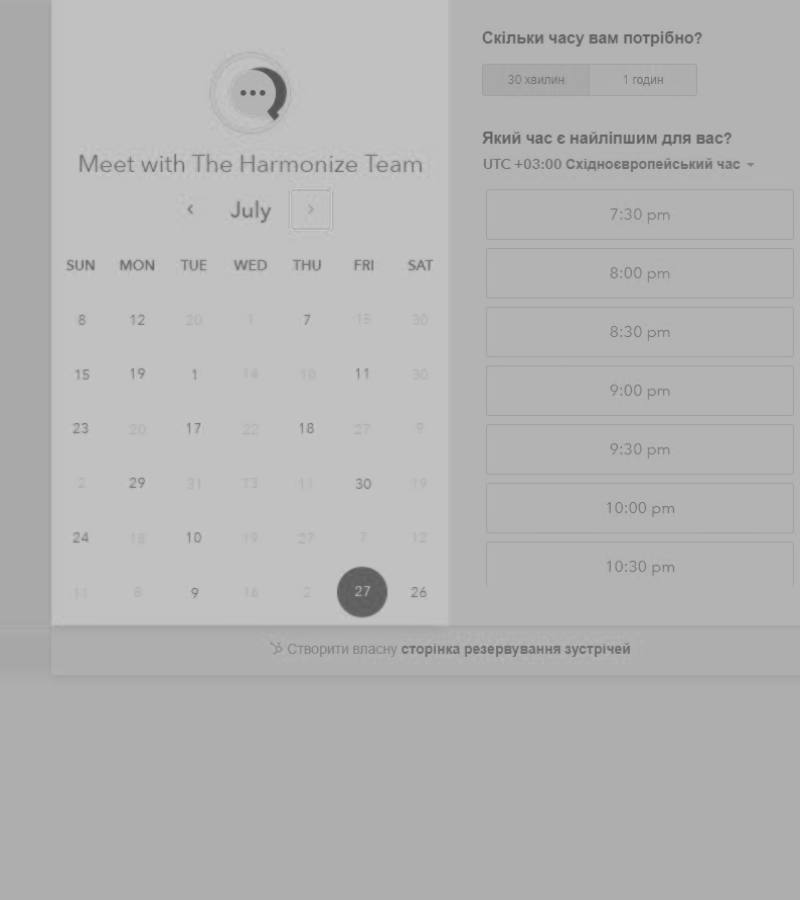 Meet with The Harmonize Team
July
SUN MON TUE WED THU FRI SAT
8 12 20 1 7 15 30
15 19 1 14 10 11 30
23 20 17 22 18 27 9
2 29 31 13 11 30 19
24 18 10 19 27 7 12
11 8 9 16 2 27 26
Скільки часу вам потрібно?
30 хвилин 1 годин
Який час є найліпшим для вас?
UTC +03:00 Східноєвропейський час
7:30 pm
8:00 pm
8:30 pm
9:00 pm
9:30 pm
10:00 pm
10:30 pm
Створити власну сторінка резервування зустрічей